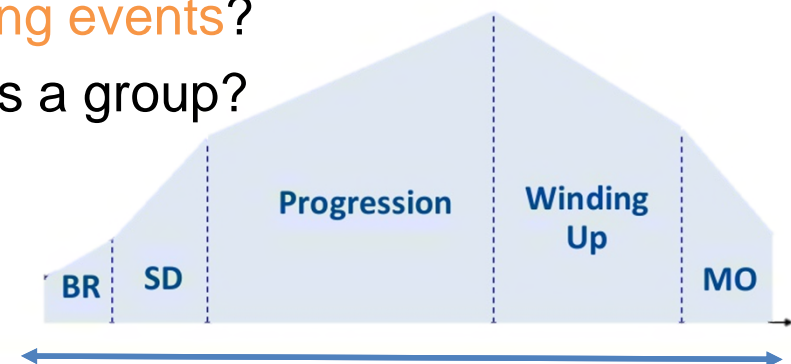 ng events?
s a group?
Progression
Winding
Up
BR
SD
MO